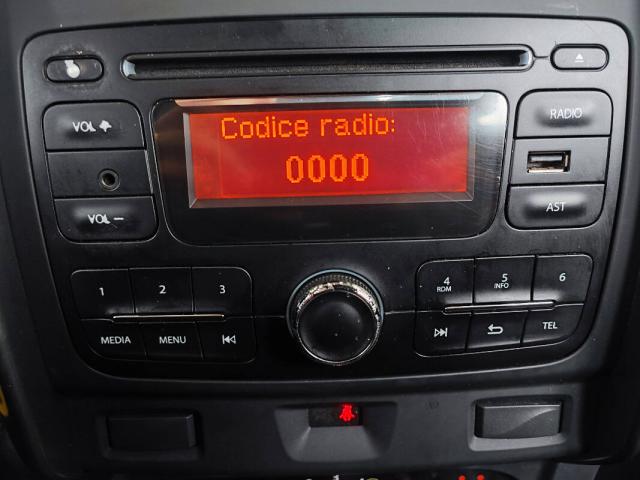 Codice radio:
0000
VOL +
VOL −
RADIO
AST
1 2 3
MEDIA MENU
4 5 6
RDM INFO
TEL